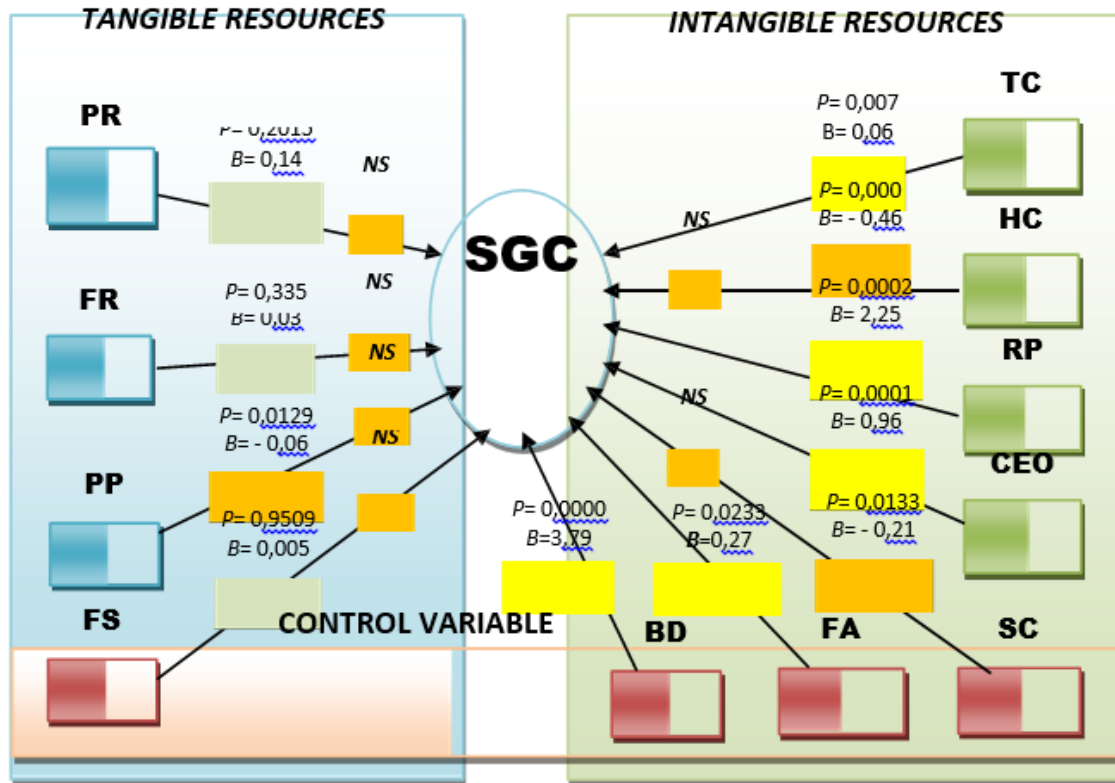 TANGIBLE RESOURCES
INTANGIBLE RESOURCES
PR
P=
B= 0,14
NS
FR
P= 0,335
B= 0,03
NS
NS
PP
P= 0,0129
B= - 0,06
NS
FS
P= 0,9509
B= 0,005
SGC
TC
P= 0,007
B= 0,06
NS
HC
P= 0,000
B= - 0,46
RP
P= 0,0002
B= 2,25
CEO
P= 0,0001
B= 0,96
NS
P= 0,0133
B= - 0,21
P= 0,0000
B=3,79
P= 0,0233
B=0,27
CONTROL VARIABLE
BD
FA
SC